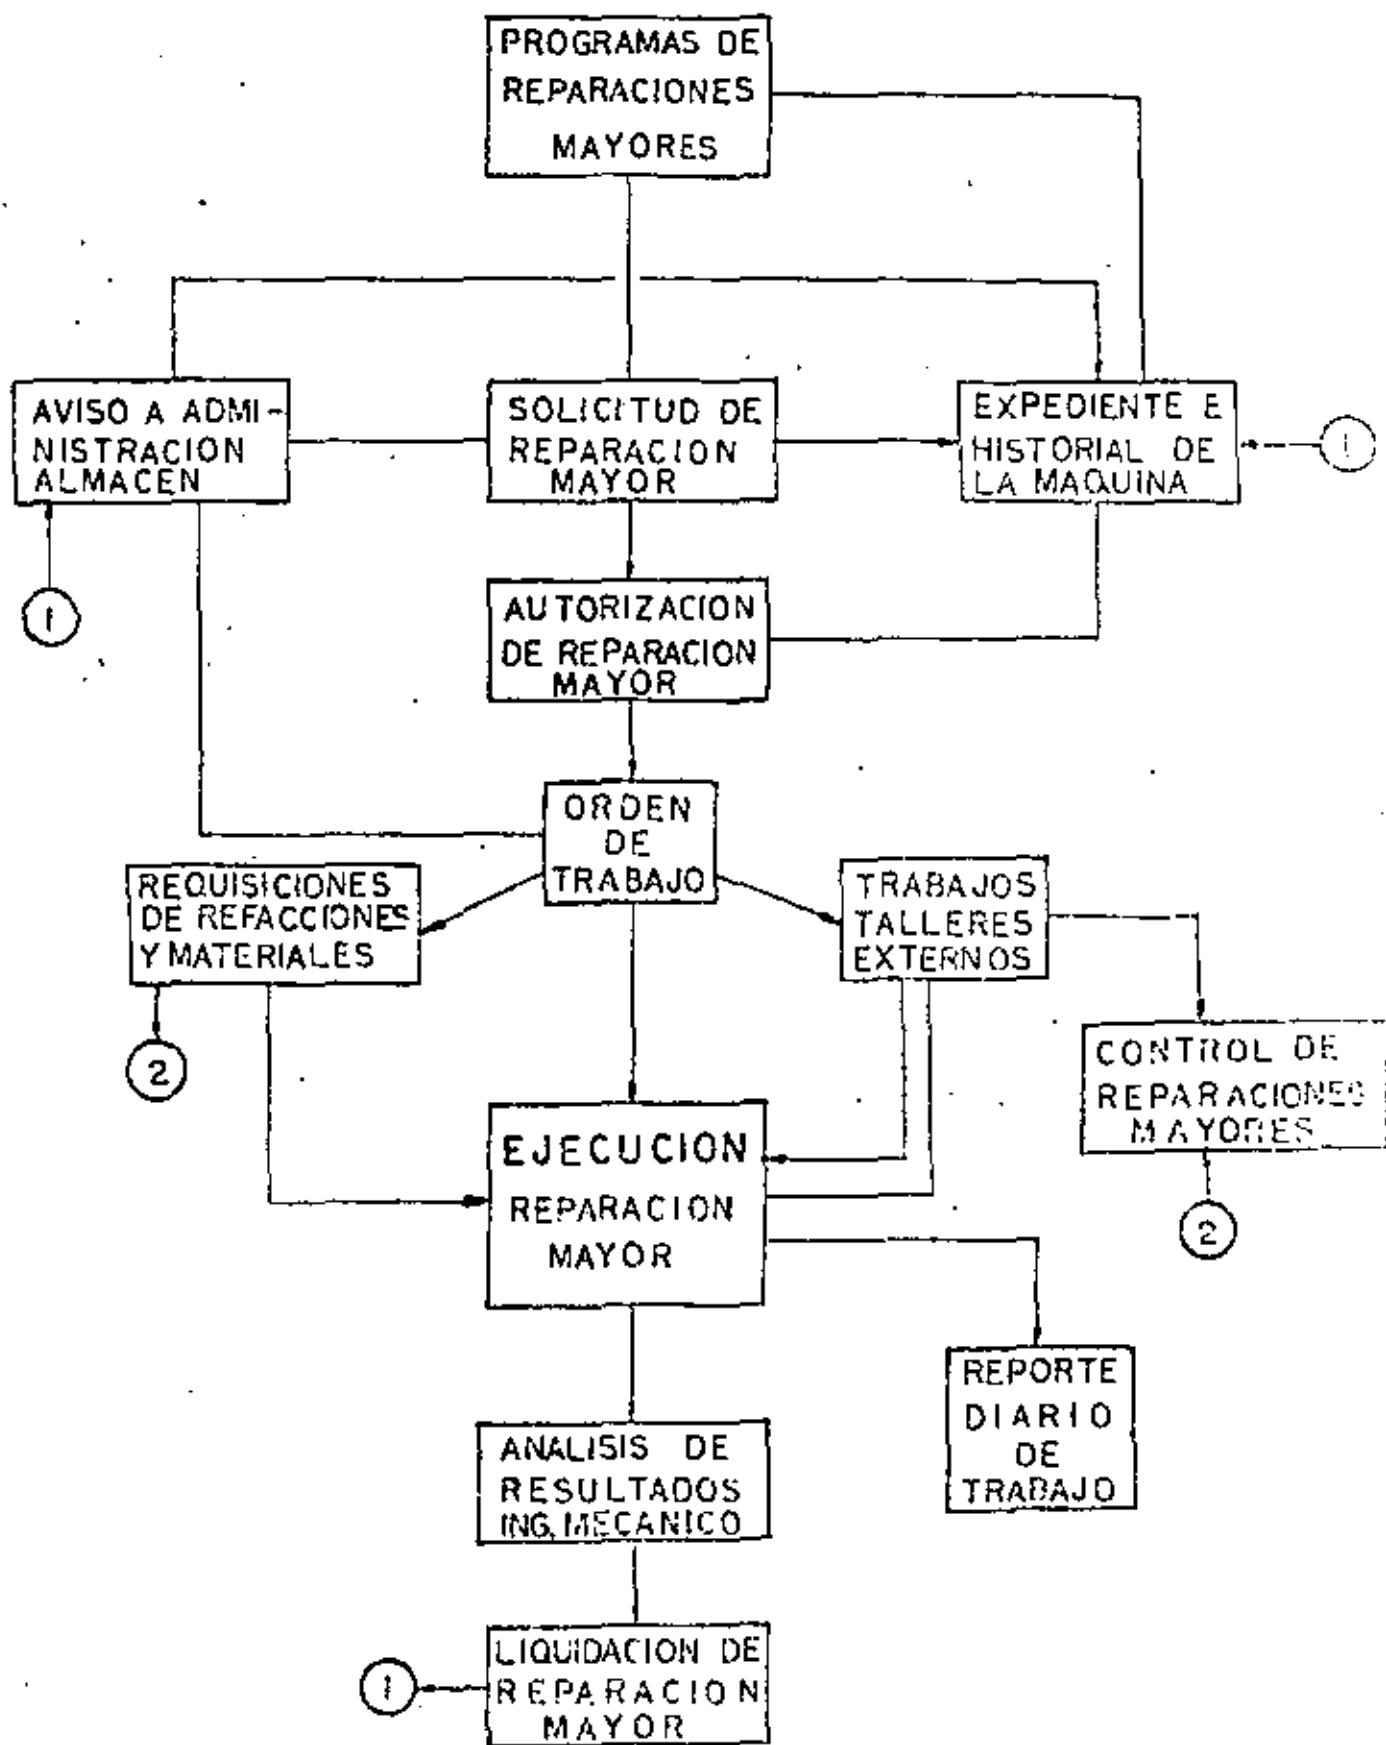 PROGRAMAS DE
REPARACIONES
MAYORES
AVISO A ADMI-
NISTRACION
ALMACEN
SOLICITUD DE
REPARACION
MAYOR
EXPEDIENTE E
HISTORIAL DE
LA MAQUINA
1
1
AUTORIZACION
DE REPARACION
MAYOR
ORDEN
DE
TRABAJO
REQUISICIONES
DE REFACCIONES
Y MATERIALES
TRABAJOS
TALLERES
EXTERNOS
2
CONTROL DE
REPARACIONES
MAYORES
EJECUCION
REPARACION
MAYOR
2
REPORTE
DIARIO
DE
TRABAJO
ANALISIS DE
RESULTADOS
ING. MECANICO
LIQUIDACION DE
REPARACION
MAYOR
1